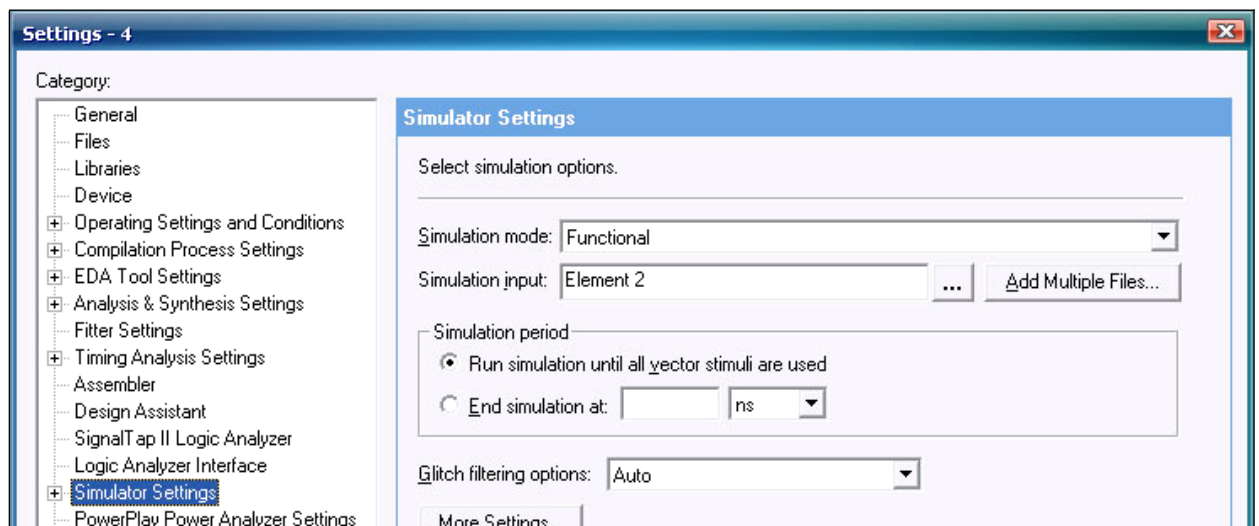 Settings - 4
Category:
General
Files
Libraries
Device
Operating Settings and Conditions
Compilation Process Settings
EDA Tool Settings
Analysis & Synthesis Settings
Fitter Settings
Timing Analysis Settings
Assembler
Design Assistant
SignalTap II Logic Analyzer
Logic Analyzer Interface
Simulator Settings
PowerPlay Power Analyzer Settings
Simulator Settings
Select simulation options.
Simulation mode: Functional
Simulation input: Element 2 ... Add Multiple Files...
Simulation period
Run simulation until all vector stimuli are used
End simulation at: ns
Glitch filtering options: Auto
More Settings...